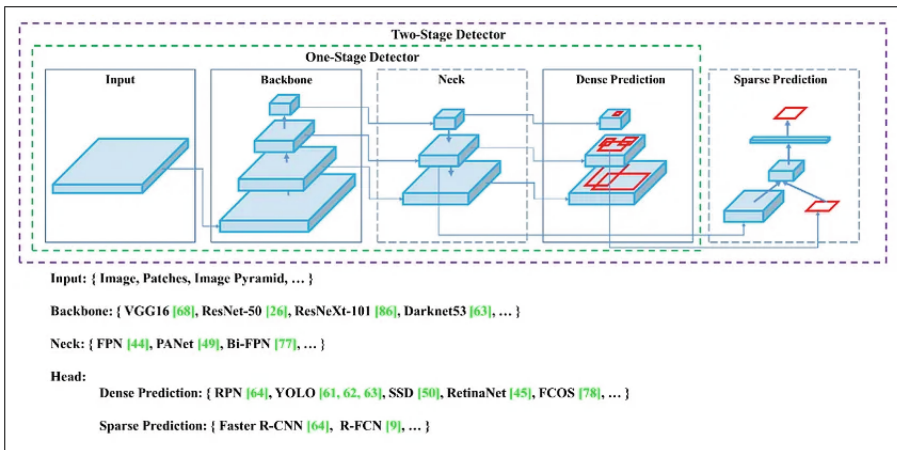 Two-Stage Detector
One-Stage Detector
Input
Backbone
Neck
Dense Prediction
Sparse Prediction
Input: { Image, Patches, Image Pyramid, … }
Backbone: { VGG16 [68], ResNet-50 [26], ResNeXt-101 [86], Darknet53 [63], … }
Neck: { FPN [44], PANet [49], Bi-FPN [77], … }
Head:
Dense Prediction: { RPN [64], YOLO [61, 62, 63], SSD [50], RetinaNet [45], FCOS [78], … }
Sparse Prediction: { Faster R-CNN [64], R-FCN [9], … }